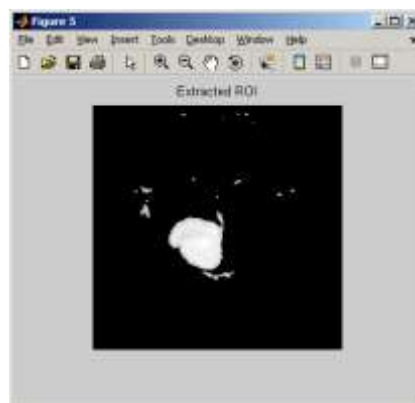 Figure 5
File Edit View Insert Tools Desktop Window Help
Extracted ROI